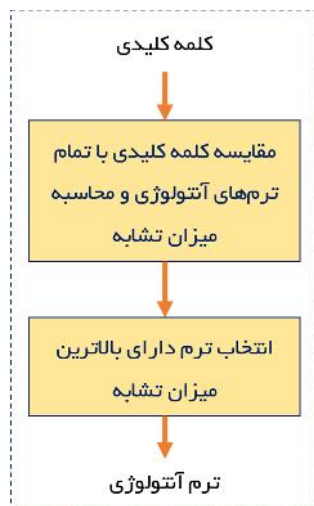 کلمه کلیدی
مقایسه کلمه کلیدی با تمام
ترم‌های آنتولوژی و محاسبه
میزان تشابه
انتخاب ترم دارای بالاترین
میزان تشابه
ترم آنتولوژی